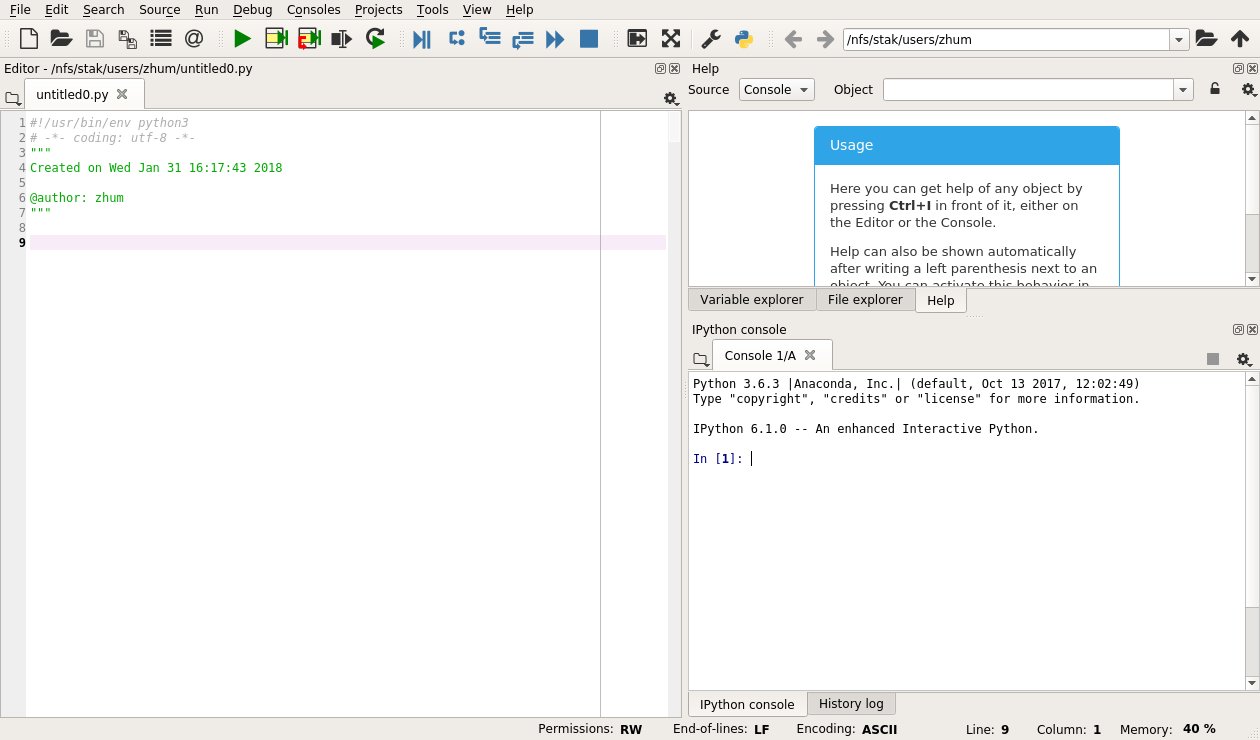 File Edit Search Source Run Debug Consoles Projects Tools View Help
/nfs/stak/users/zhum
Editor - /nfs/stak/users/zhum/untitled0.py
untitled0.py
1 #!/usr/bin/env python3
2 # -*- coding: utf-8 -*-
3 """
4 Created on Wed Jan 31 16:17:43 2018
5
6 @author: zhum
7 """
8
9
Help
Source Console Object
Usage
Here you can get help of any object by
pressing Ctrl+I in front of it, either on
the Editor or the Console.
Help can also be shown automatically
after writing a left parenthesis next to an
object. You can activate this behavior in
Variable explorer File explorer Help
IPython console
Console 1/A
Python 3.6.3 |Anaconda, Inc.| (default, Oct 13 2017, 12:02:49)
Type "copyright", "credits" or "license" for more information.
IPython 6.1.0 -- An enhanced Interactive Python.
In [1]:
IPython console History log
Permissions: RW End-of-lines: LF Encoding: ASCII Line: 9 Column: 1 Memory: 40 %